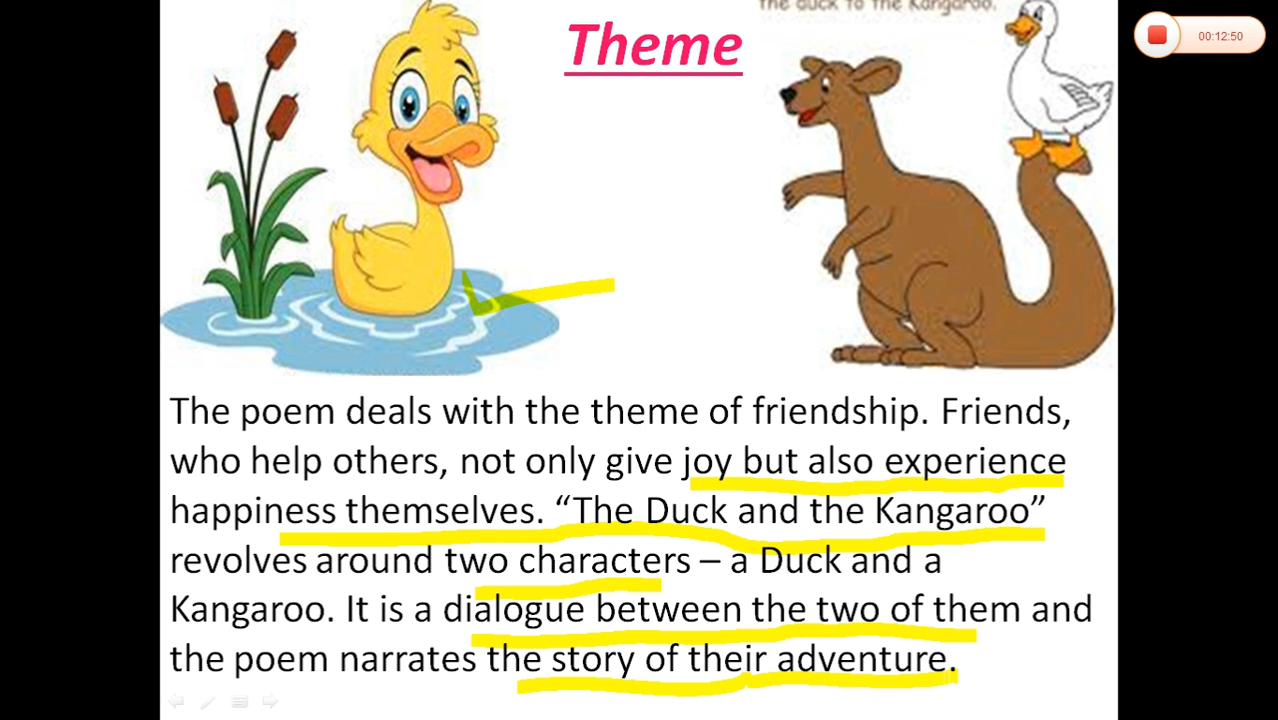 the duck to the Kangaroo.
00:12:50
Theme
The poem deals with the theme of friendship. Friends,
who help others, not only give joy but also experience
happiness themselves. “The Duck and the Kangaroo”
revolves around two characters – a Duck and a
Kangaroo. It is a dialogue between the two of them and
the poem narrates the story of their adventure.